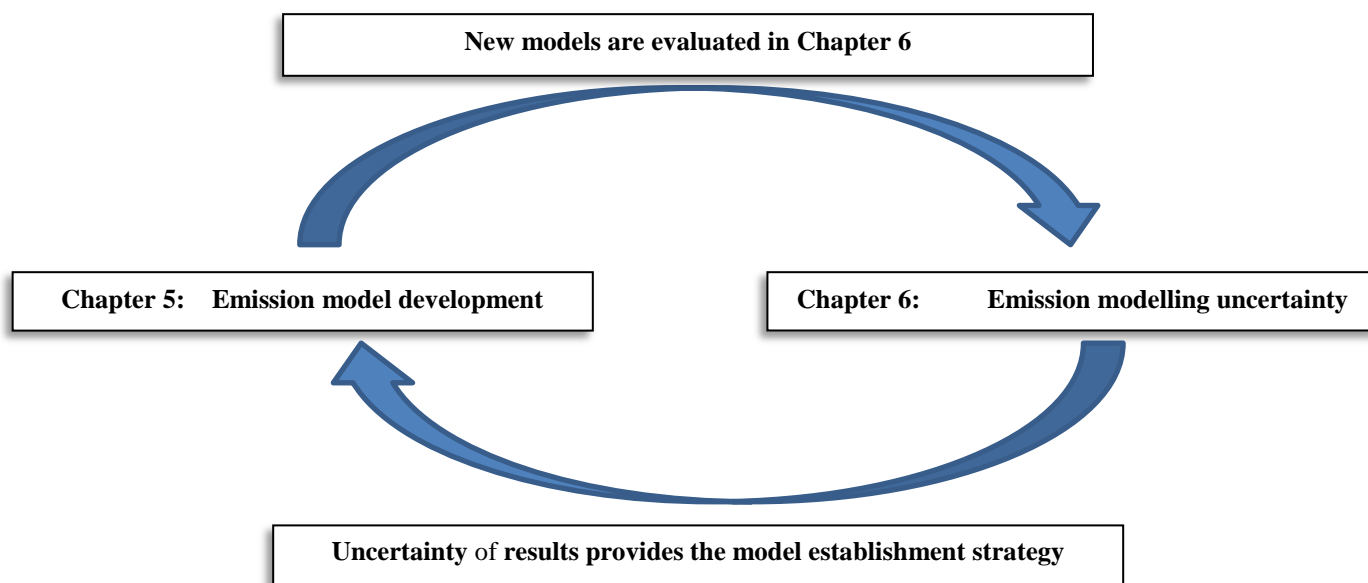 New models are evaluated in Chapter 6
Chapter 5: Emission model development
Chapter 6: Emission modelling uncertainty
Uncertainty of results provides the model establishment strategy